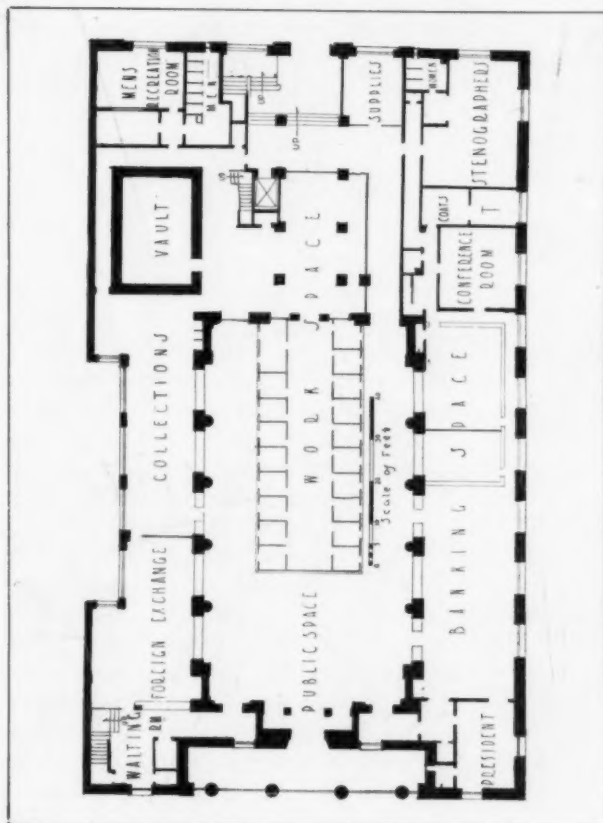 MENS
RECREATION
ROOM
MEN
UP
UP
SUPPLIES
WOMEN
STENOGRAPHERS
VAULT
UP
COATS
T
CONFERENCE
ROOM
COLLECTIONS
WORK SPACE
Scale of Feet
BANKING SPACE
FOREIGN EXCHANGE
PUBLIC SPACE
WAITING
RM
PRESIDENT